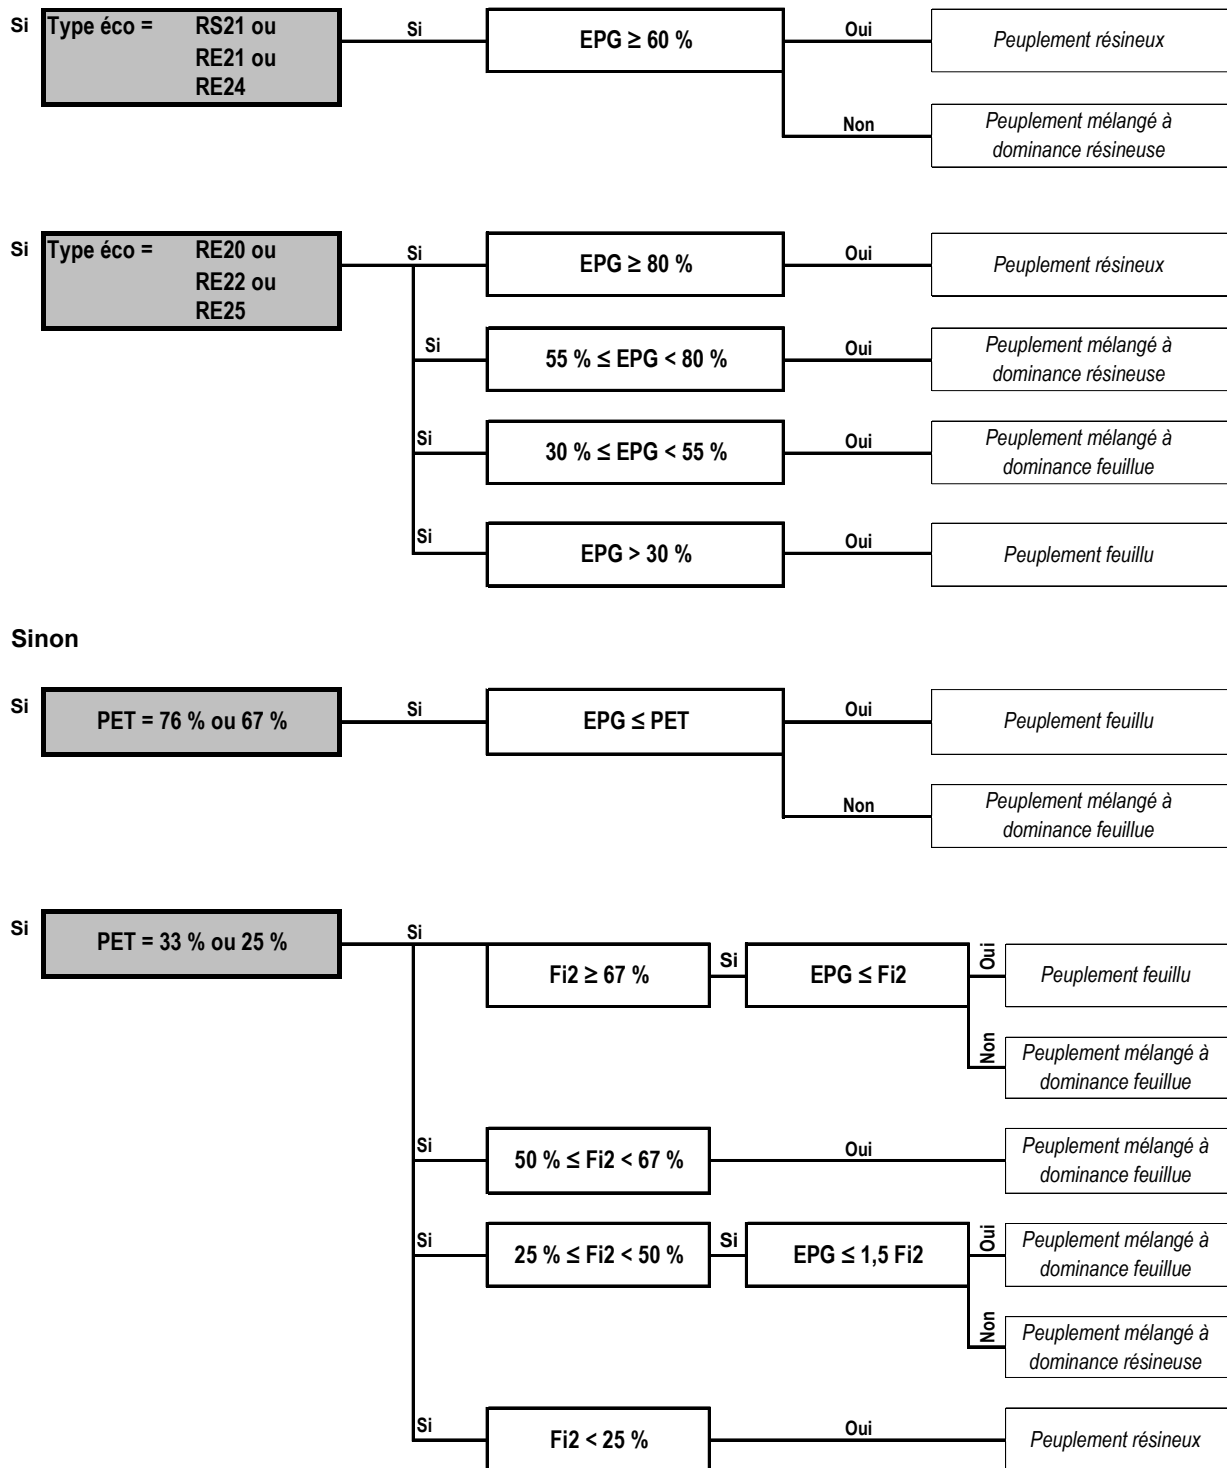 Si
Type éco = RS21 ou
RE21 ou
RE24
Si
EPG ≥ 60 %
Oui
Peuplement résineux
Non
Peuplement mélangé à
dominance résineuse
Si
Type éco = RE20 ou
RE22 ou
RE25
Si
EPG ≥ 80 %
Oui
Peuplement résineux
Si
55 % ≤ EPG < 80 %
Oui
Peuplement mélangé à
dominance résineuse
Si
30 % ≤ EPG < 55 %
Oui
Peuplement mélangé à
dominance feuillue
Si
EPG > 30 %
Oui
Peuplement feuillu
Sinon
Si
PET = 76 % ou 67 %
Si
EPG ≤ PET
Oui
Peuplement feuillu
Non
Peuplement mélangé à
dominance feuillue
Si
PET = 33 % ou 25 %
Si
Fi2 ≥ 67 %
Si
EPG ≤ Fi2
Oui
Peuplement feuillu
Non
Peuplement mélangé à
dominance feuillue
Si
50 % ≤ Fi2 < 67 %
Oui
Peuplement mélangé à
dominance feuillue
Si
25 % ≤ Fi2 < 50 %
Si
EPG ≤ 1,5 Fi2
Oui
Peuplement mélangé à
dominance feuillue
Non
Peuplement mélangé à
dominance résineuse
Si
Fi2 < 25 %
Oui
Peuplement résineux